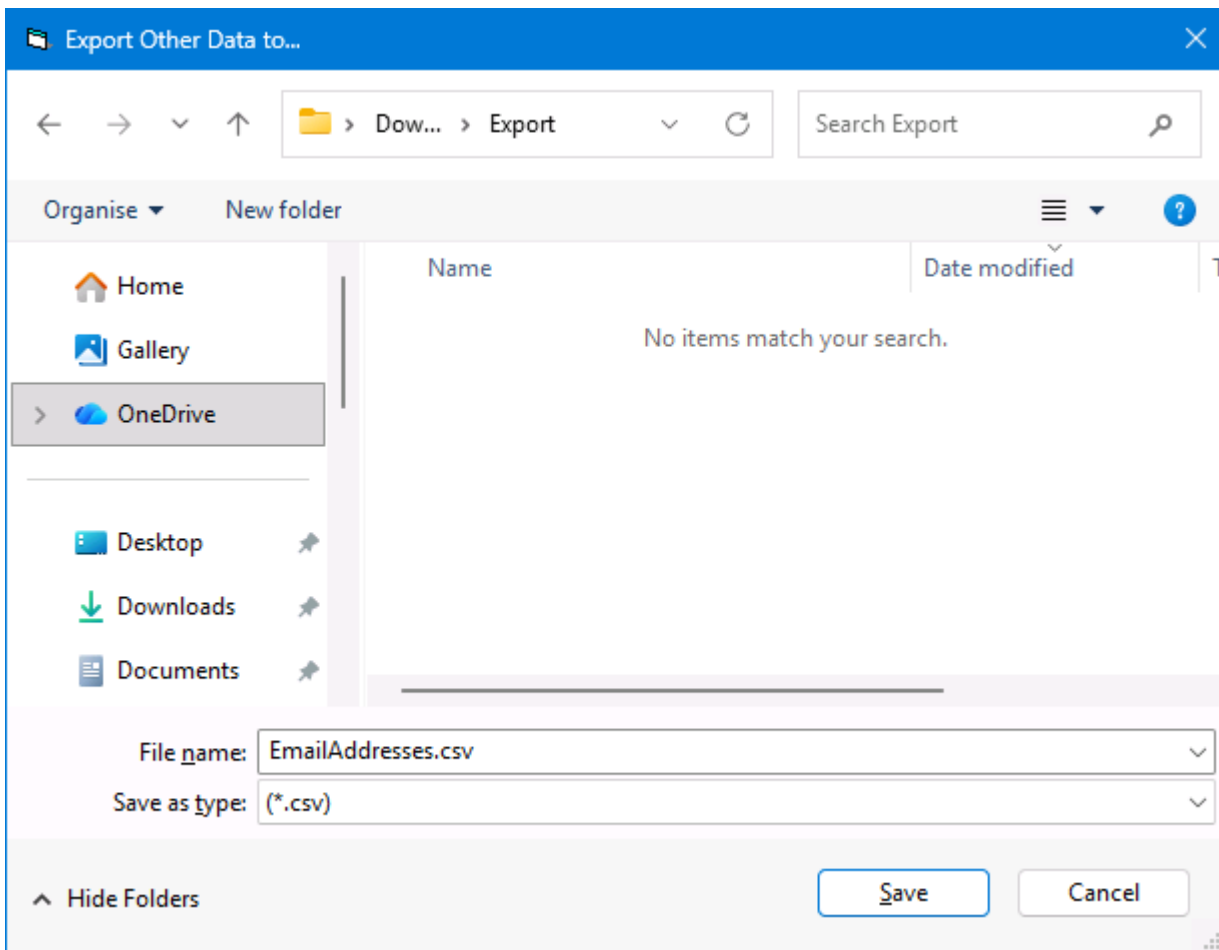 Export Other Data to...
Dow... Export
Search Export
Organise New folder
?
Home
Gallery
OneDrive
Desktop
Downloads
Documents
Name Date modified T
No items match your search.
File name: EmailAddresses.csv
Save as type: (*.csv)
Hide Folders
Save Cancel